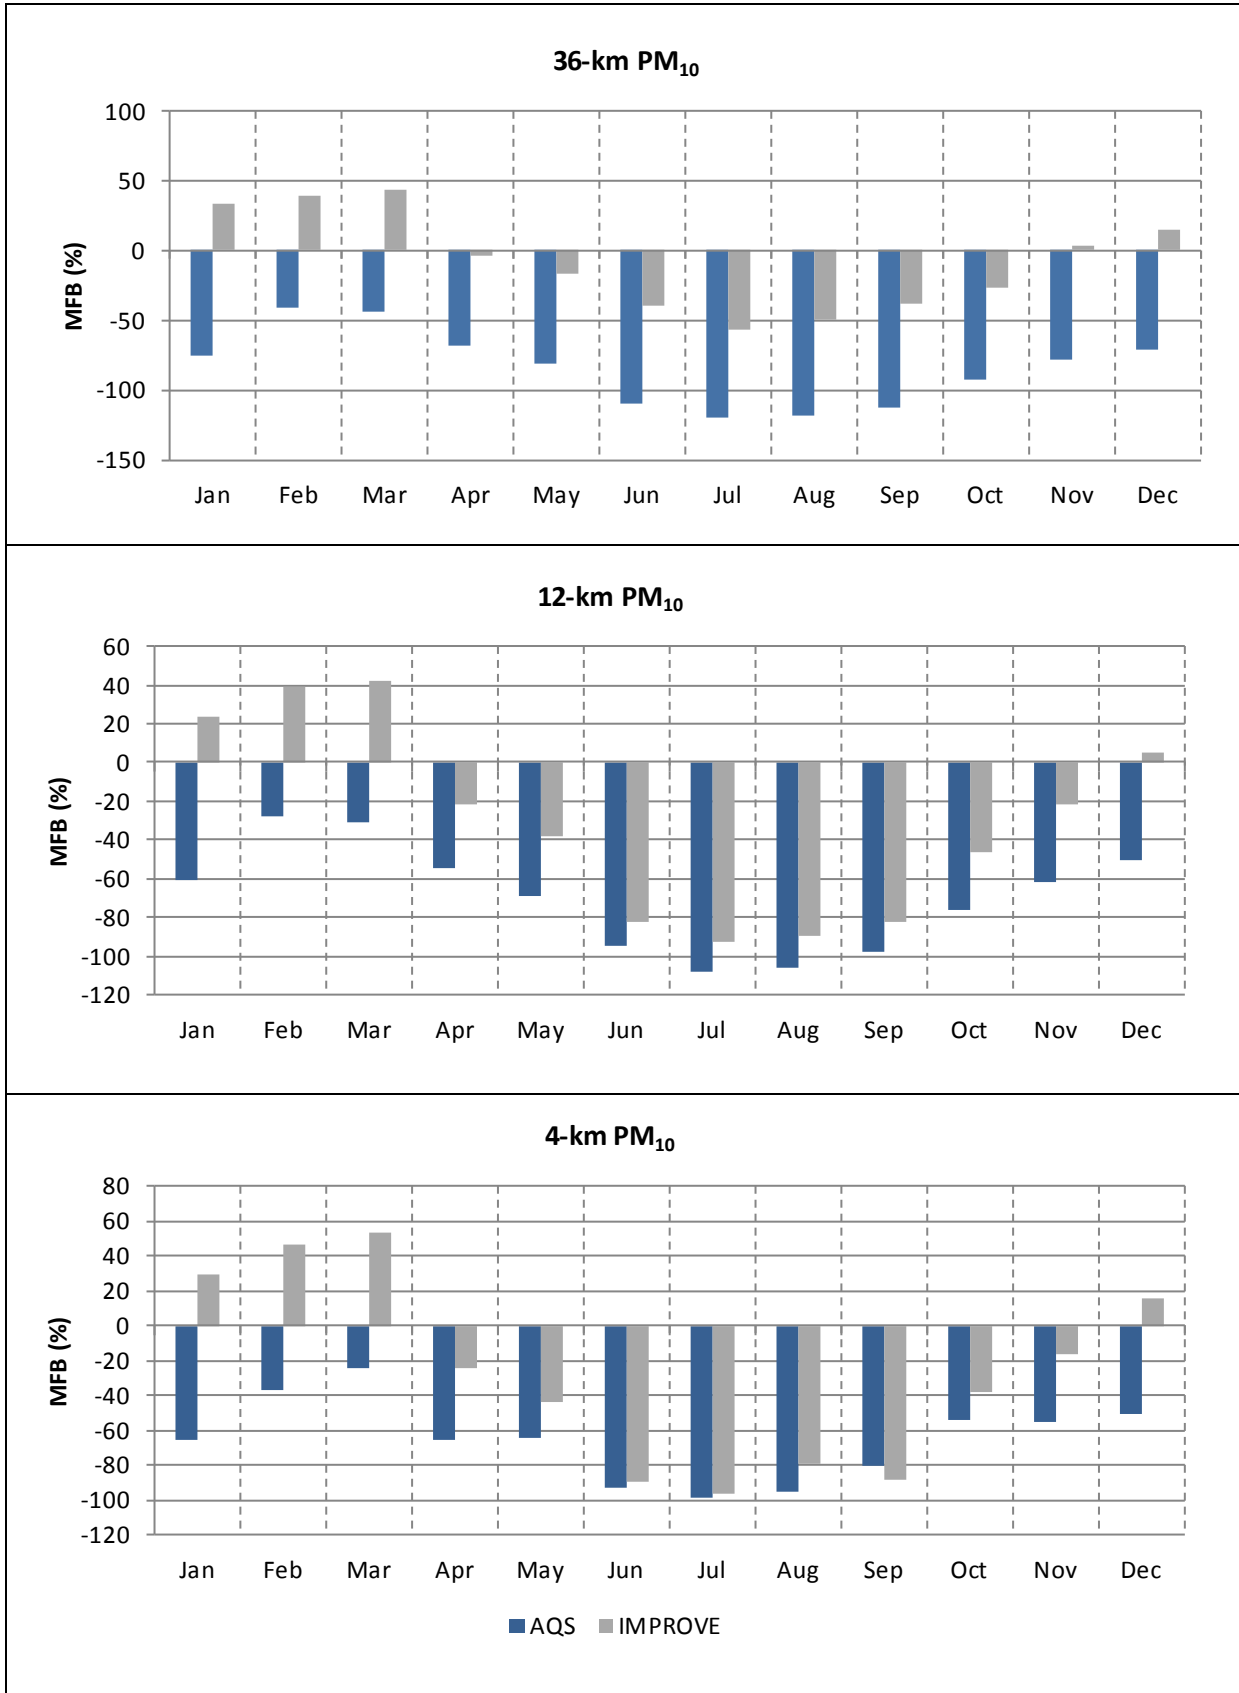 36-km PM₁₀
100
50
0
-50
-100
-150
MFB (%)
Jan Feb Mar Apr May Jun Jul Aug Sep Oct Nov Dec
12-km PM₁₀
60
40
20
0
-20
-40
-60
-80
-100
-120
MFB (%)
Jan Feb Mar Apr May Jun Jul Aug Sep Oct Nov Dec
4-km PM₁₀
80
60
40
20
0
-20
-40
-60
-80
-100
-120
MFB (%)
Jan Feb Mar Apr May Jun Jul Aug Sep Oct Nov Dec
AQS IMPROVE